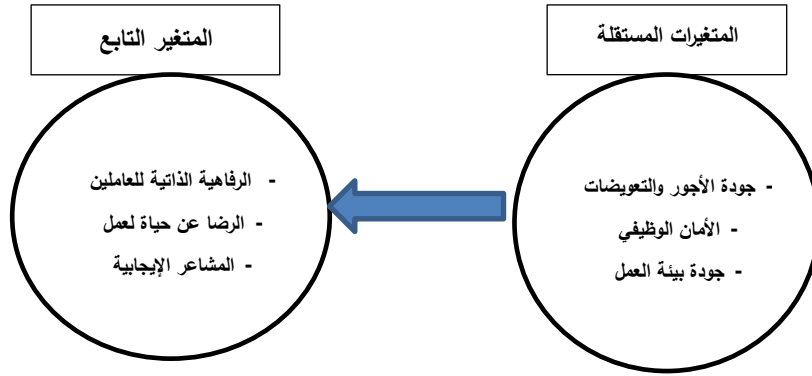 المتغيرات المستقلة
- جودة الأجور والتعويضات
- الأمان الوظيفي
- جودة بيئة العمل
المتغير التابع
- الرفاهية الذاتية للعاملين
- الرضا عن حياة لعمل
- المشاعر الإيجابية